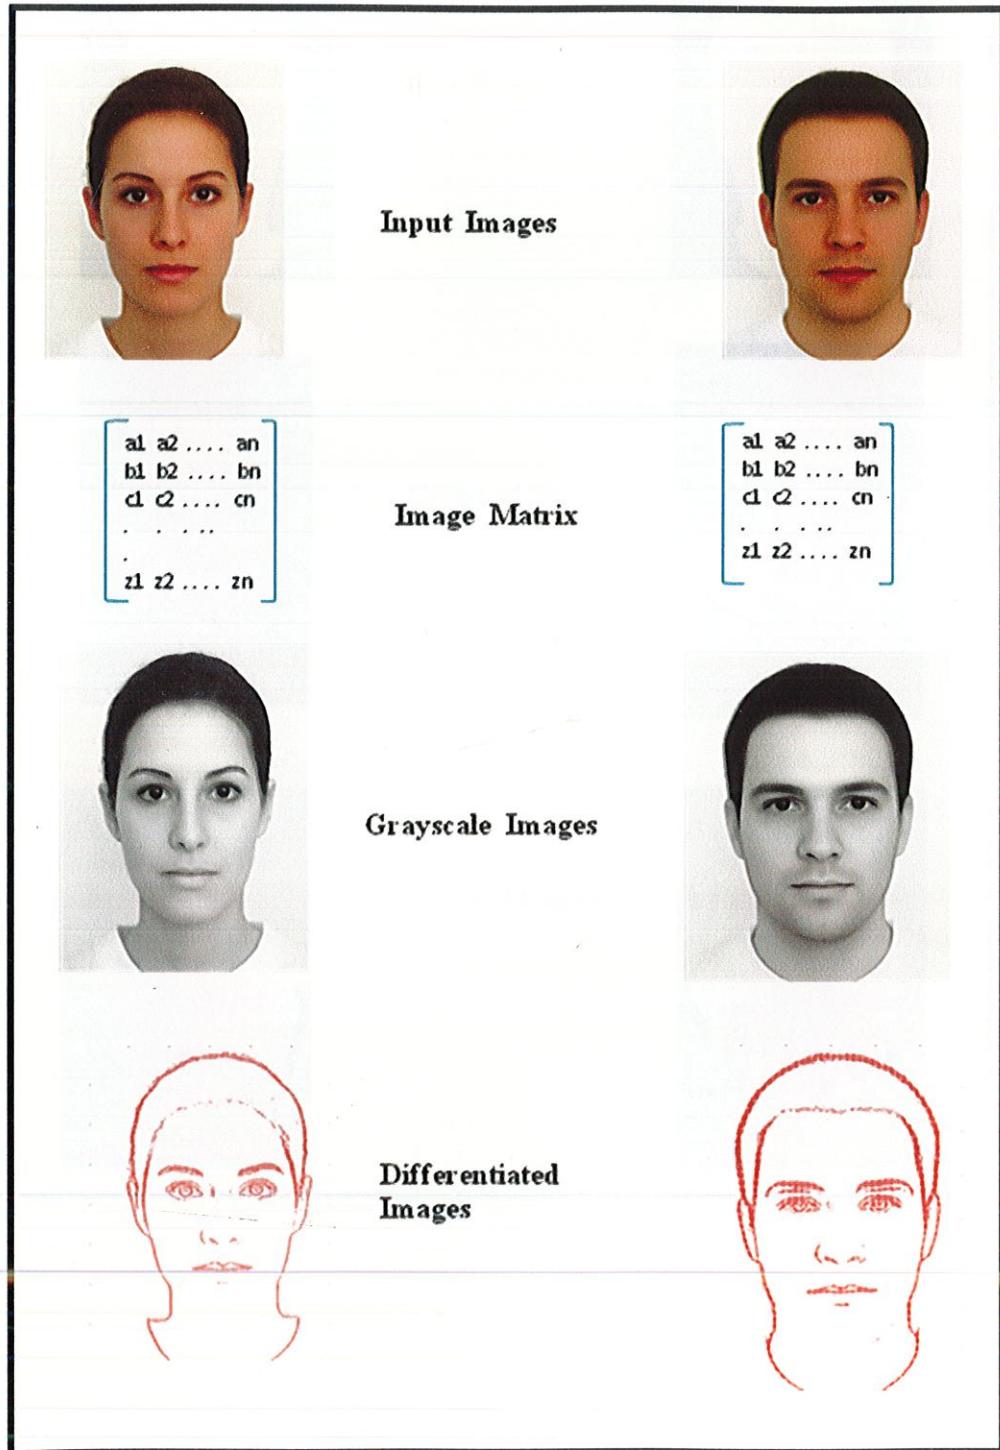 Input Images
a1 a2 .... an
b1 b2 .... bn
c1 c2 .... cn
. . . ..
.
z1 z2 .... zn
Image Matrix
a1 a2 .... an
b1 b2 .... bn
c1 c2 .... cn
. . . ..
z1 z2 .... zn
Grayscale Images
Differentiated
Images